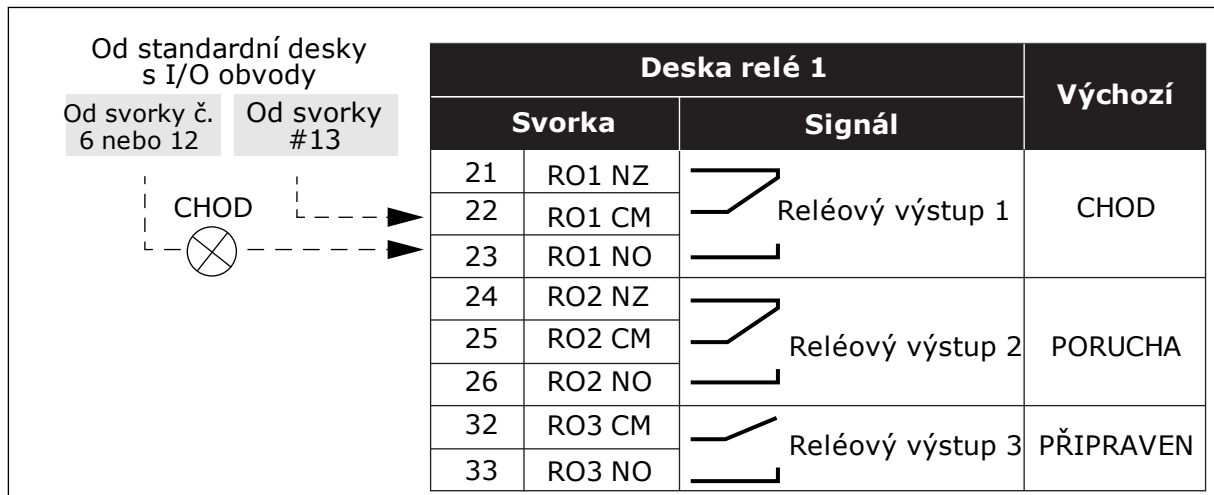 Od standardní desky
s I/O obvody
Od svorky č.
6 nebo 12
Od svorky
#13
CHOD
Deska relé 1
Výchozí
Svorka
Signál
21
RO1 NZ
22
RO1 CM
Reléový výstup 1
CHOD
23
RO1 NO
24
RO2 NZ
25
RO2 CM
Reléový výstup 2
PORUCHA
26
RO2 NO
32
RO3 CM
Reléový výstup 3
PŘIPRAVEN
33
RO3 NO